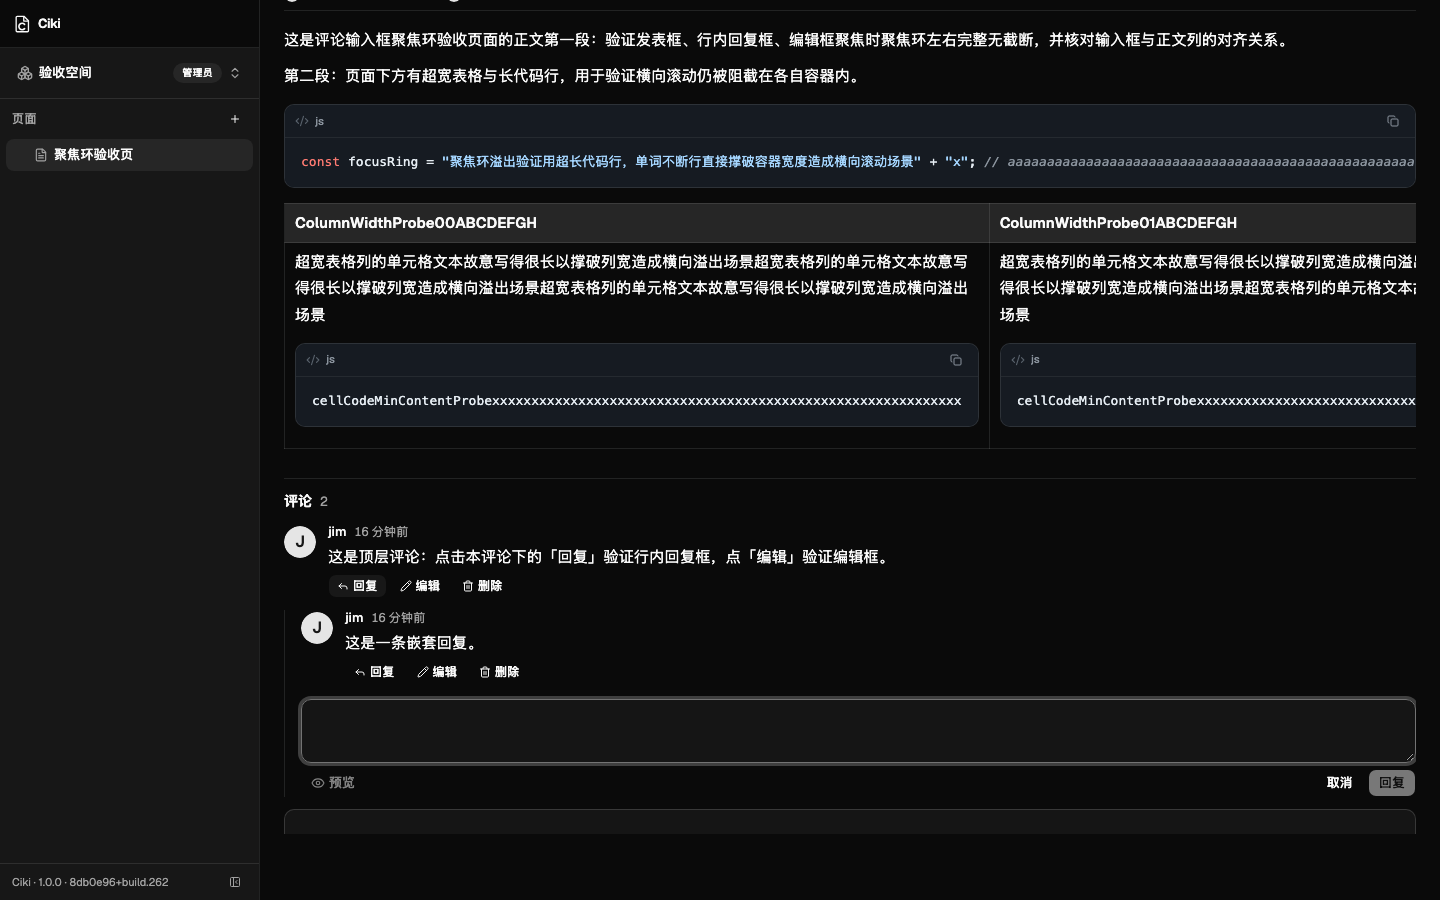 Ciki
验收空间 管理员
页面
聚焦环验收页
这是评论输入框聚焦环验收页面的正文第一段：验证发表框、行内回复框、编辑框聚焦时聚焦环左右完整无截断，并核对输入框与正文列的对齐关系。
第二段：页面下方有超宽表格与长代码行，用于验证横向滚动仍被阻截在各自容器内。
js
const focusRing = "聚焦环溢出验证用超长代码行，单词不断行直接撑破容器宽度造成横向滚动场景" + "x"; // aaaaaaaaaaaaaaaaaaaaaaaaaaaaaaaaaaaaaaaaaaaaaaaaaaaa
ColumnWidthProbe00ABCDEFGH ColumnWidthProbe01ABCDEFGH
超宽表格列的单元格文本故意写得很长以撑破列宽造成横向溢出场景超宽表格列的单元格文本故意写 超宽表格列的单元格文本故意写得很长以撑破列宽造成横向溢
得很长以撑破列宽造成横向溢出场景超宽表格列的单元格文本故意写得很长以撑破列宽造成横向溢出 得很长以撑破列宽造成横向溢出场景超宽表格列的单元格文本
场景 场景
js js
cellCodeMinContentProbexxxxxxxxxxxxxxxxxxxxxxxxxxxxxxxxxxxxxxxxxxxxxxxxxxxxxxxxxxxx cellCodeMinContentProbexxxxxxxxxxxxxxxxxxxxxxxxxxxx
评论 2
J jim 16 分钟前
这是顶层评论：点击本评论下的「回复」验证行内回复框，点「编辑」验证编辑框。
回复 编辑 删除
J jim 16 分钟前
这是一条嵌套回复。
回复 编辑 删除
预览 取消 回复
Ciki · 1.0.0 · 8db0e96+build.262